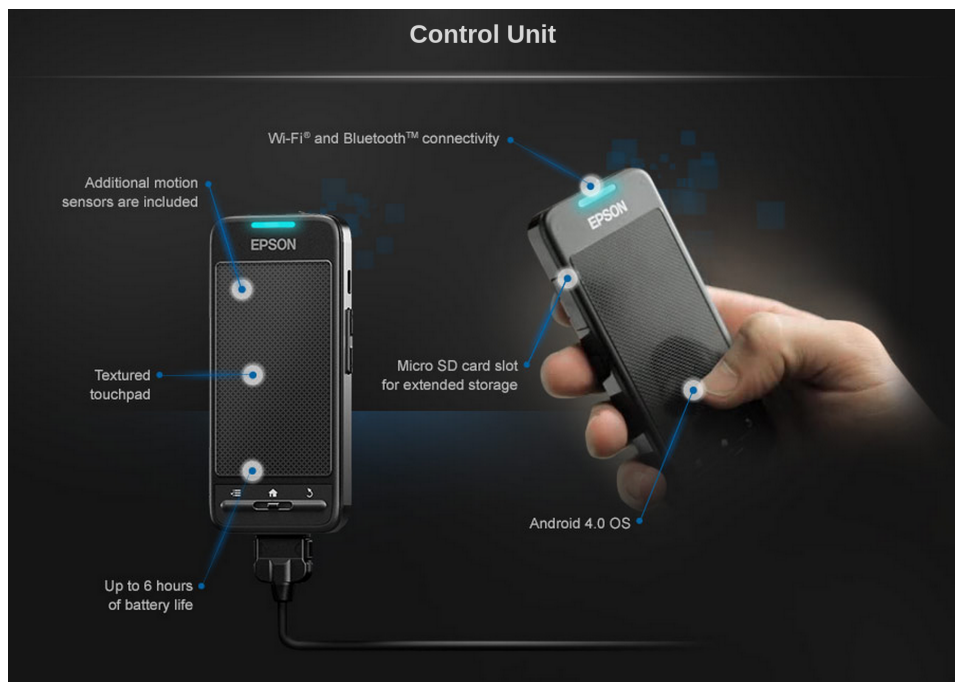 Control Unit
Wi-Fi® and Bluetooth™ connectivity
Additional motion
sensors are included
EPSON
EPSON
Micro SD card slot
for extended storage
Textured
touchpad
Android 4.0 OS
Up to 6 hours
of battery life